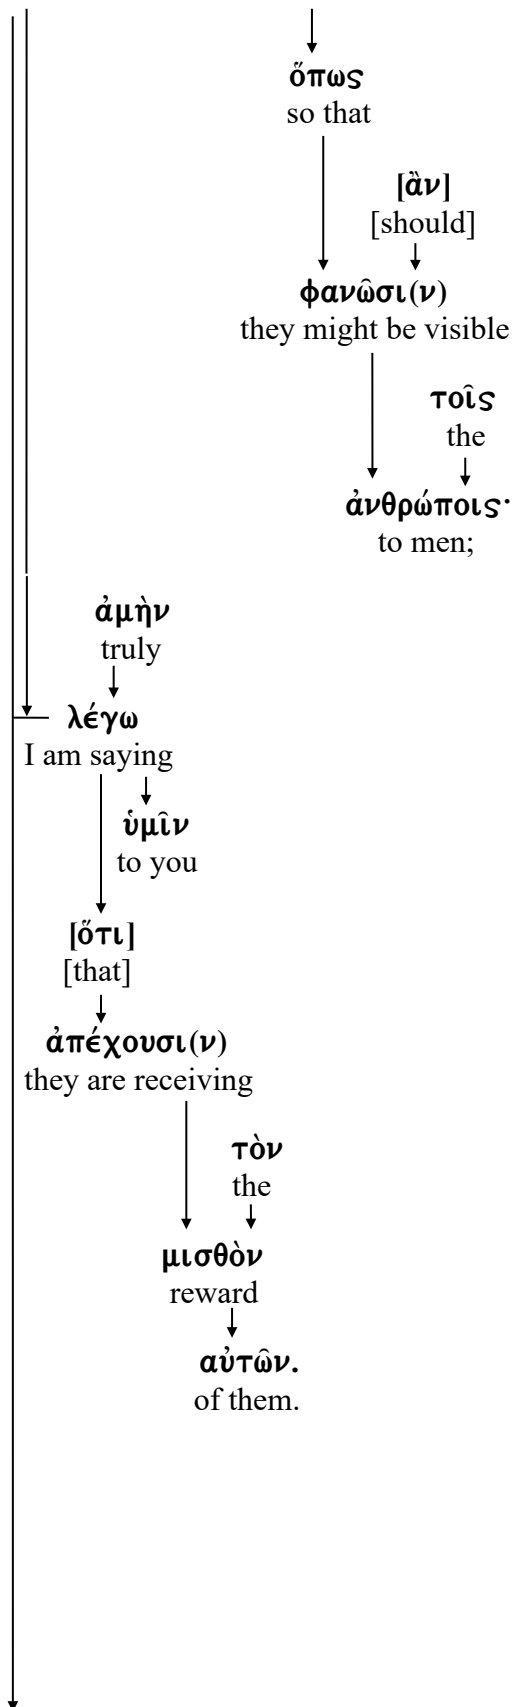 ὅπως
so that
[ἂν]
[should]
φανῶσι(ν)
they might be visible
τοῖς
the
ἀνθρώποις·
to men;
ἀμὴν
truly
λέγω
I am saying
ὑμῖν
to you
[ὅτι]
[that]
ἀπέχουσι(ν)
they are receiving
τὸν
the
μισθὸν
reward
αὐτῶν.
of them.